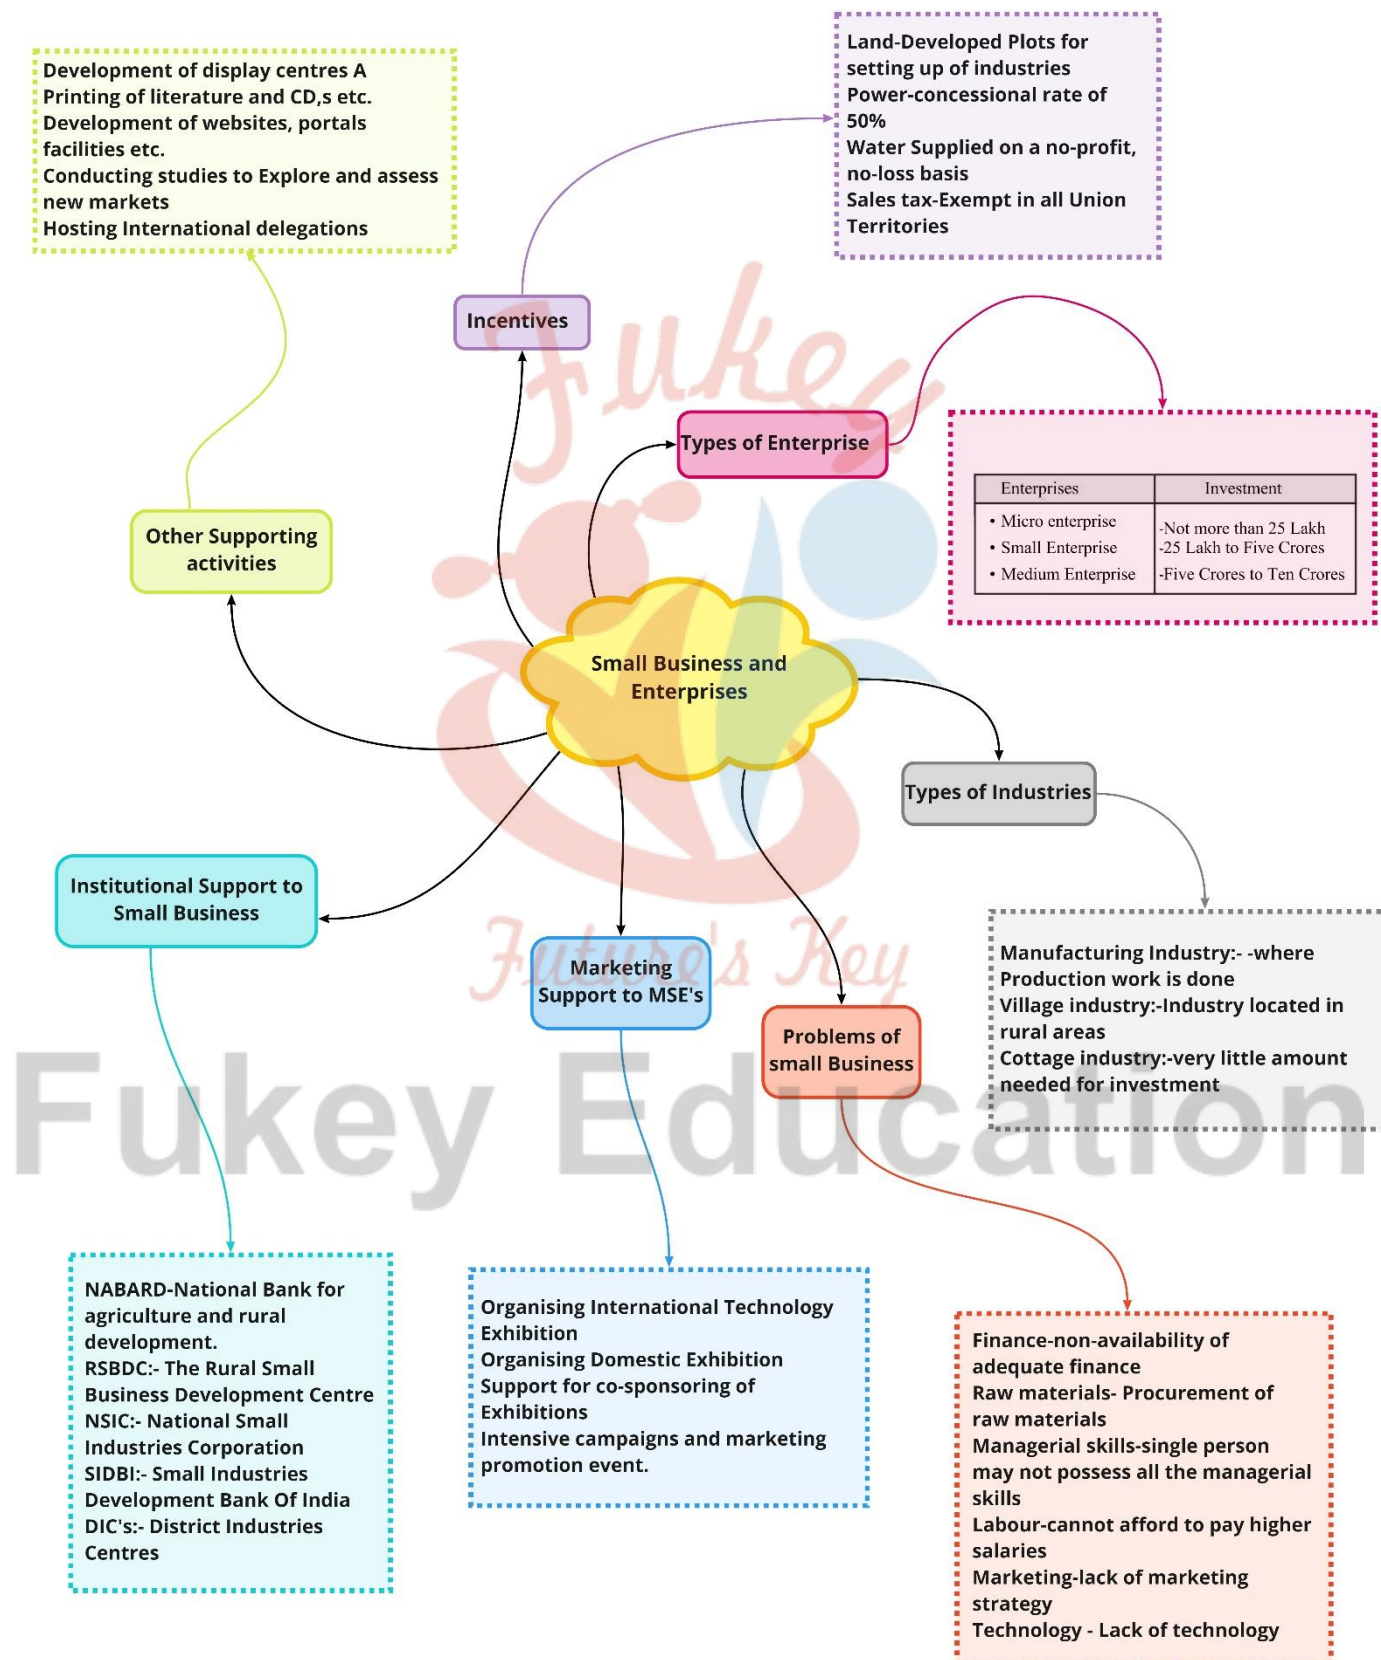 Development of display centres A
Printing of literature and CD,s etc.
Development of websites, portals
facilities etc.
Conducting studies to Explore and assess
new markets
Hosting International delegations
Land-Developed Plots for
setting up of industries
Power-concessional rate of
50%
Water Supplied on a no-profit,
no-loss basis
Sales tax-Exempt in all Union
Territories
Incentives
Fukey
Types of Enterprise
Enterprises Investment
• Micro enterprise -Not more than 25 Lakh
• Small Enterprise -25 Lakh to Five Crores
• Medium Enterprise -Five Crores to Ten Crores
Other Supporting
activities
Small Business and
Enterprises
Types of Industries
Institutional Support to
Small Business
Future's Key
Marketing
Support to MSE's
Problems of
small Business
Manufacturing Industry:- -where
Production work is done
Village industry:-Industry located in
rural areas
Cottage industry:-very little amount
needed for investment
Fukey Education
NABARD-National Bank for
agriculture and rural
development.
RSBDC:- The Rural Small
Business Development Centre
NSIC:- National Small
Industries Corporation
SIDBI:- Small Industries
Development Bank Of India
DIC's:- District Industries
Centres
Organising International Technology
Exhibition
Organising Domestic Exhibition
Support for co-sponsoring of
Exhibitions
Intensive campaigns and marketing
promotion event.
Finance-non-availability of
adequate finance
Raw materials- Procurement of
raw materials
Managerial skills-single person
may not possess all the managerial
skills
Labour-cannot afford to pay higher
salaries
Marketing-lack of marketing
strategy
Technology - Lack of technology